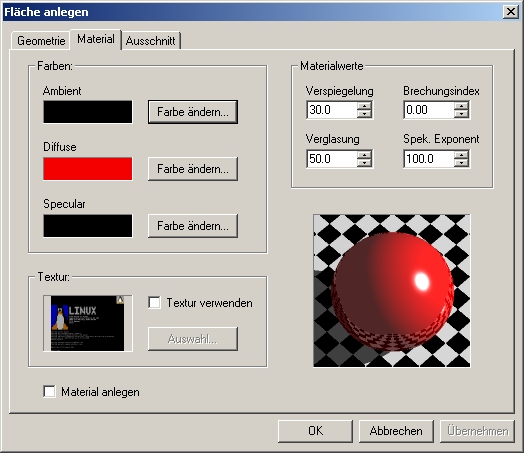 Fläche anlegen
Geometrie Material Ausschnitt
Farben:
Ambient
Farbe ändern...
Diffuse
Farbe ändern...
Specular
Farbe ändern...
Textur:
LINUX
Textur verwenden
Auswahl...
Material anlegen
Materialwerte
Verspiegelung Brechungsindex
30.0 0.00
Verglasung Spek. Exponent
50.0 100.0
OK Abbrechen Übernehmen